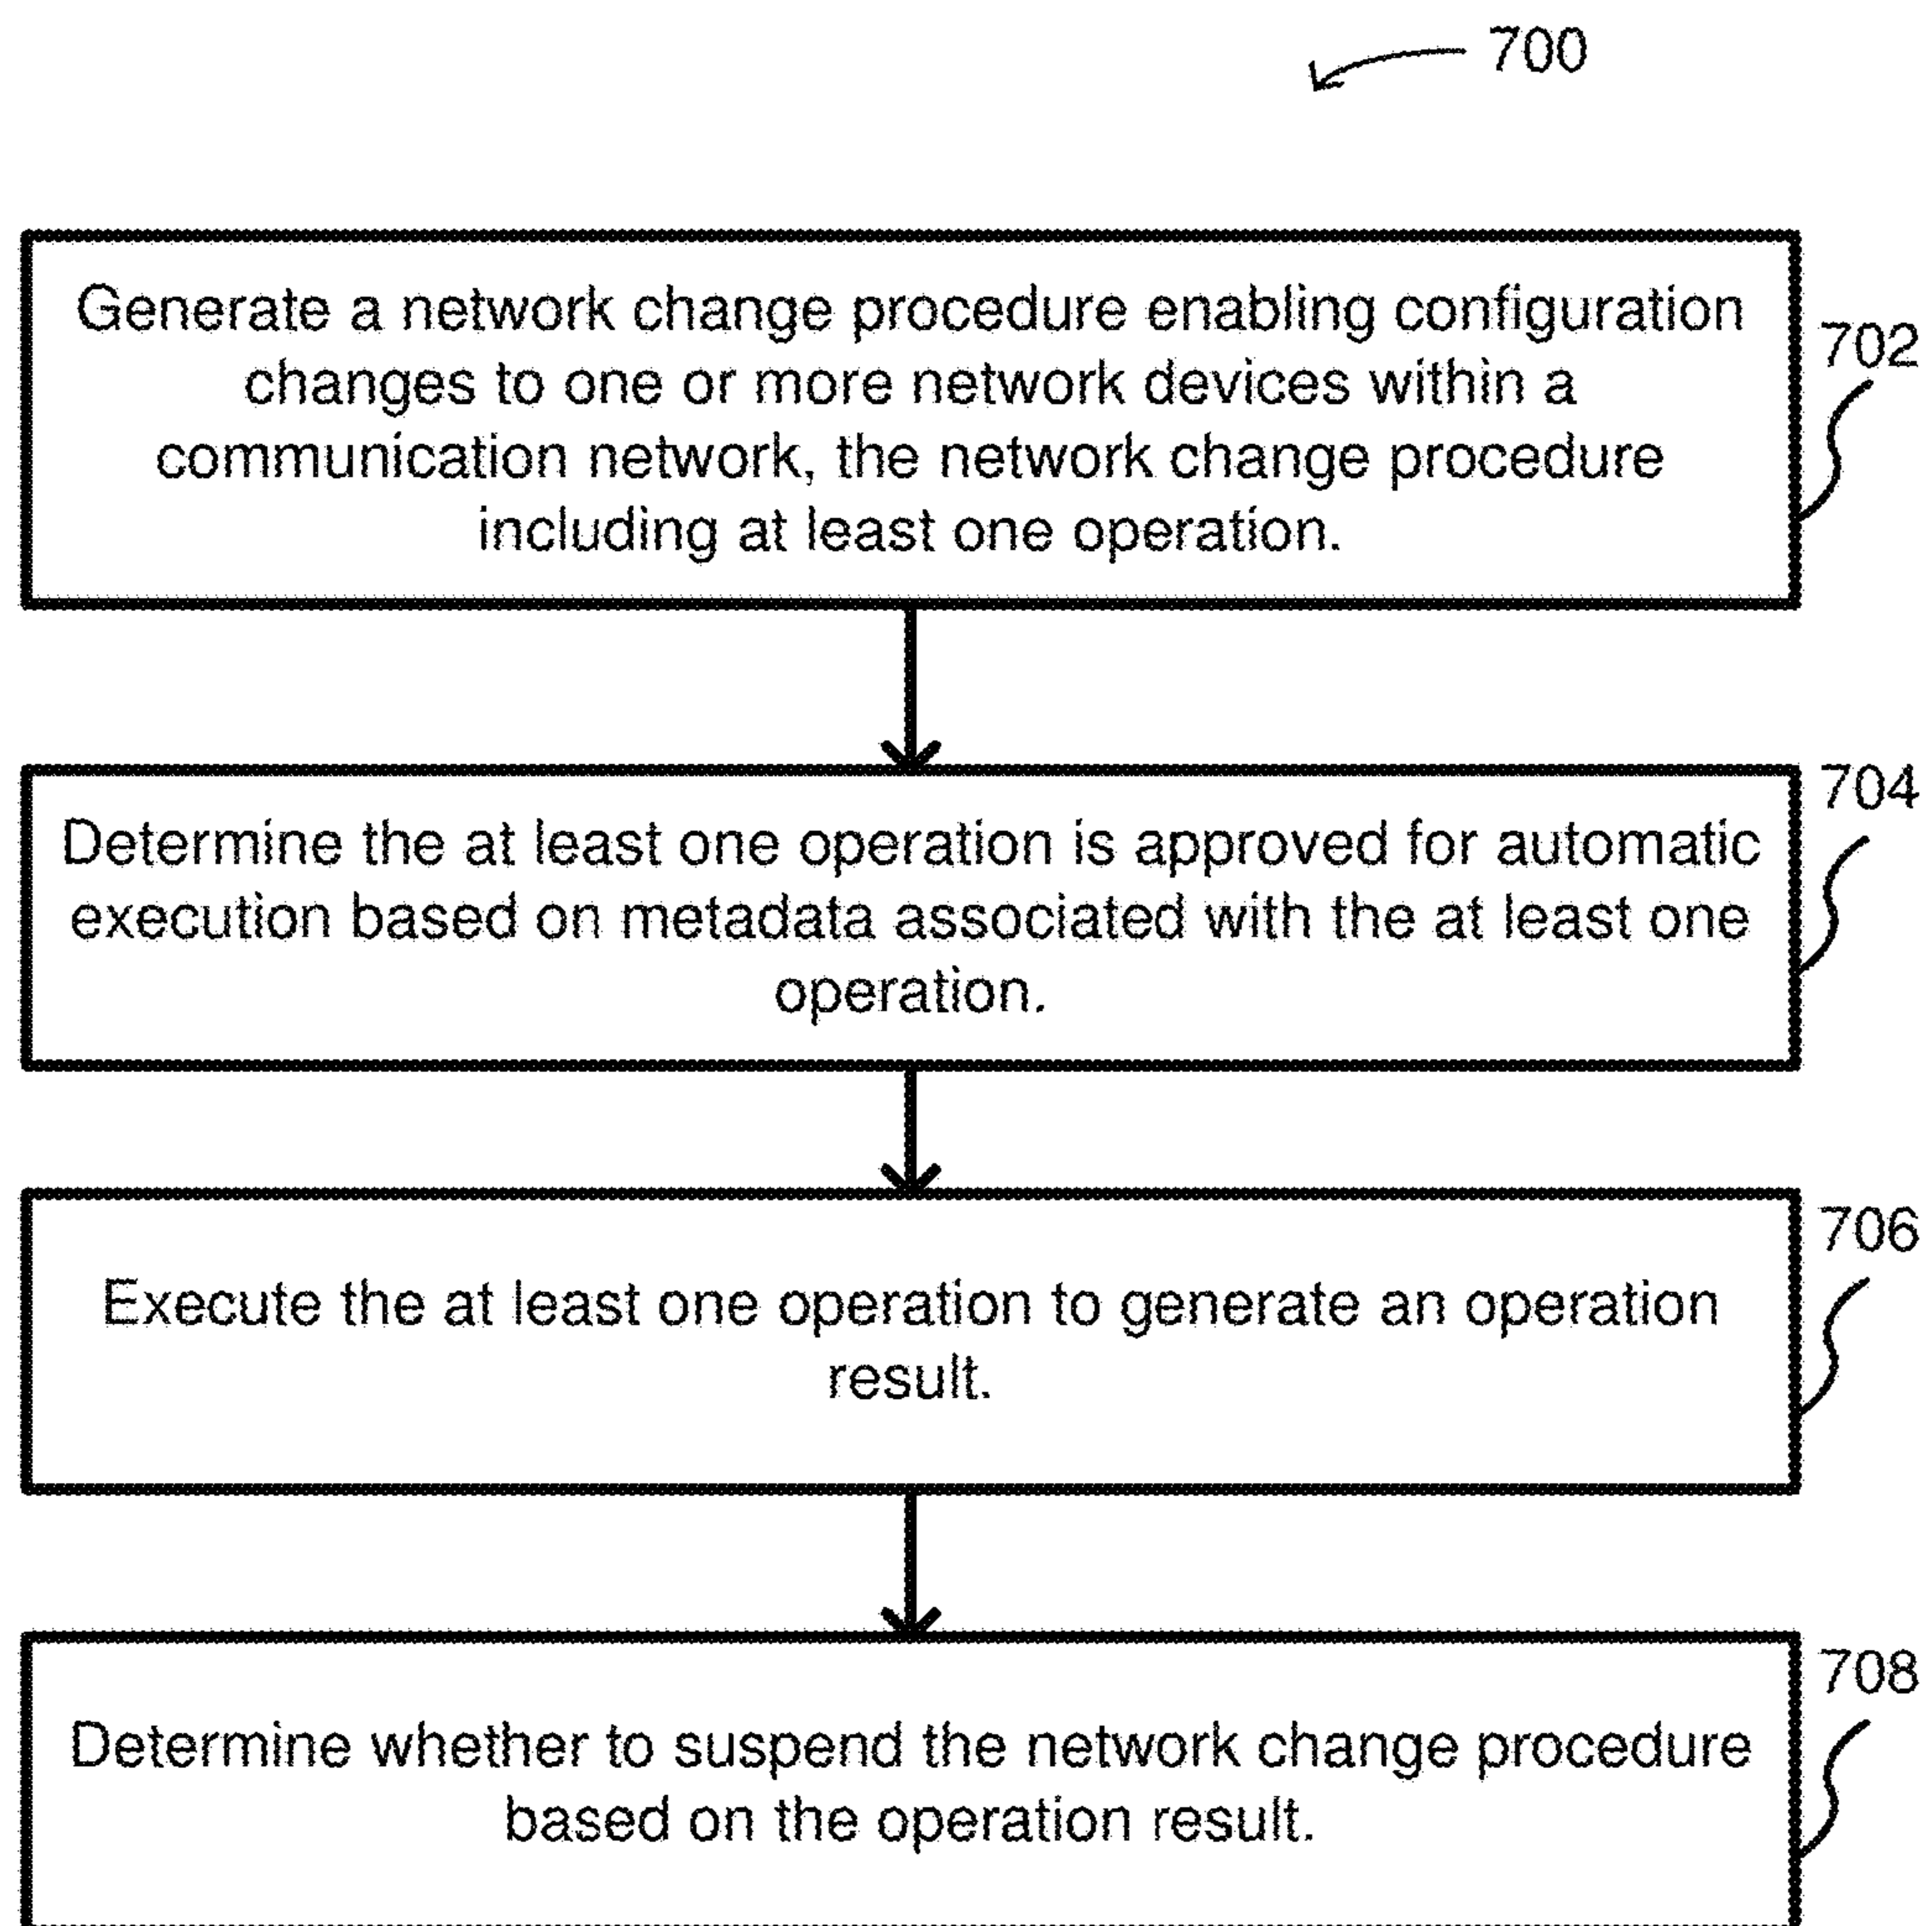 700
Generate a network change procedure enabling configuration
changes to one or more network devices within a
communication network, the network change procedure
including at least one operation.
702
Determine the at least one operation is approved for automatic
execution based on metadata associated with the at least one
operation.
704
Execute the at least one operation to generate an operation
result.
706
Determine whether to suspend the network change procedure
based on the operation result.
708